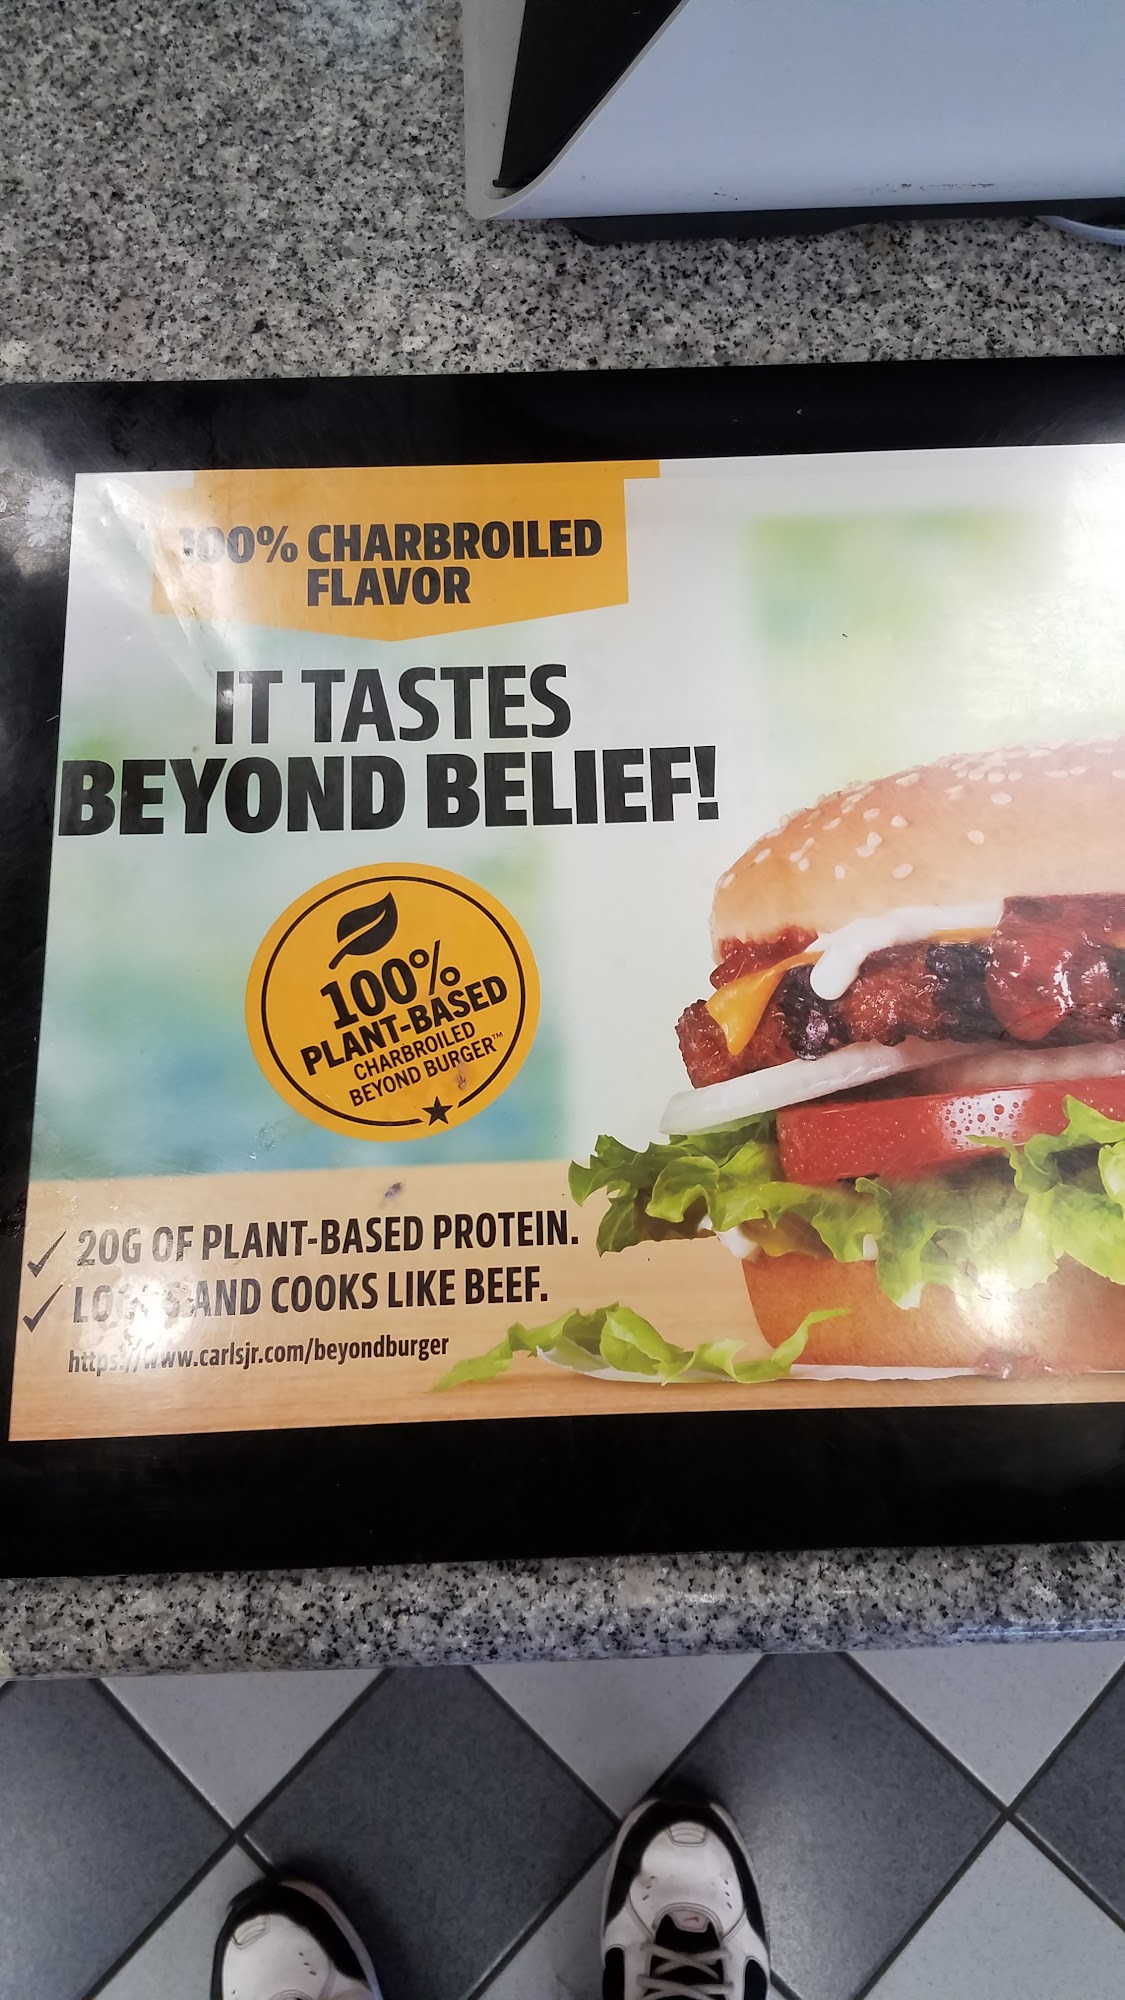 100% CHARBROILED
FLAVOR
IT TASTES
BEYOND BELIEF!
100%
PLANT-BASED
CHARBROILED
BEYOND BURGER™
20G OF PLANT-BASED PROTEIN.
LOOKS AND COOKS LIKE BEEF.
https://www.carlsjr.com/beyondburger